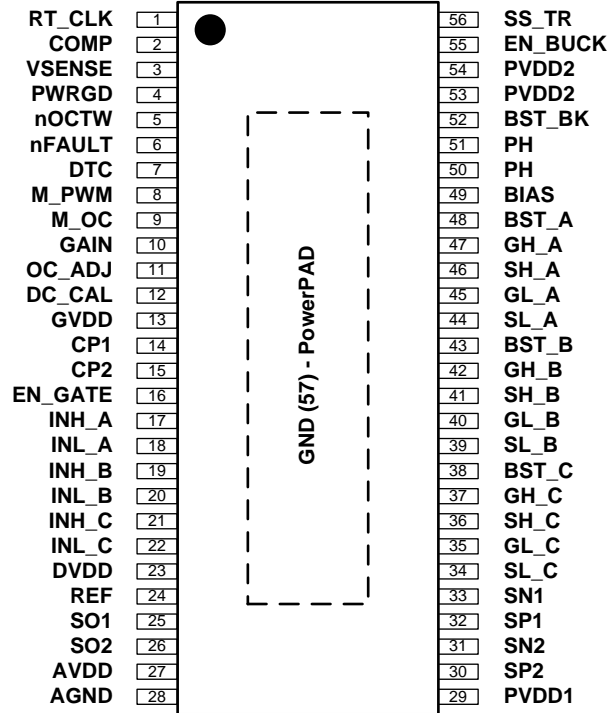 RT_CLK 1 56 SS_TR
COMP 2 55 EN_BUCK
VSENSE 3 54 PVDD2
PWRGD 4 53 PVDD2
nOCTW 5 52 BST_BK
nFAULT 6 51 PH
DTC 7 50 PH
M_PWM 8 49 BIAS
M_OC 9 48 BST_A
GAIN 10 47 GH_A
OC_ADJ 11 46 SH_A
DC_CAL 12 45 GL_A
GVDD 13 44 SL_A
CP1 14 43 BST_B
CP2 15 42 GH_B
EN_GATE 16 41 SH_B
INH_A 17 40 GL_B
INL_A 18 39 SL_B
INH_B 19 38 BST_C
INL_B 20 37 GH_C
INH_C 21 36 SH_C
INL_C 22 35 GL_C
DVDD 23 34 SL_C
REF 24 33 SN1
SO1 25 32 SP1
SO2 26 31 SN2
AVDD 27 30 SP2
AGND 28 29 PVDD1
GND (57) - PowerPAD